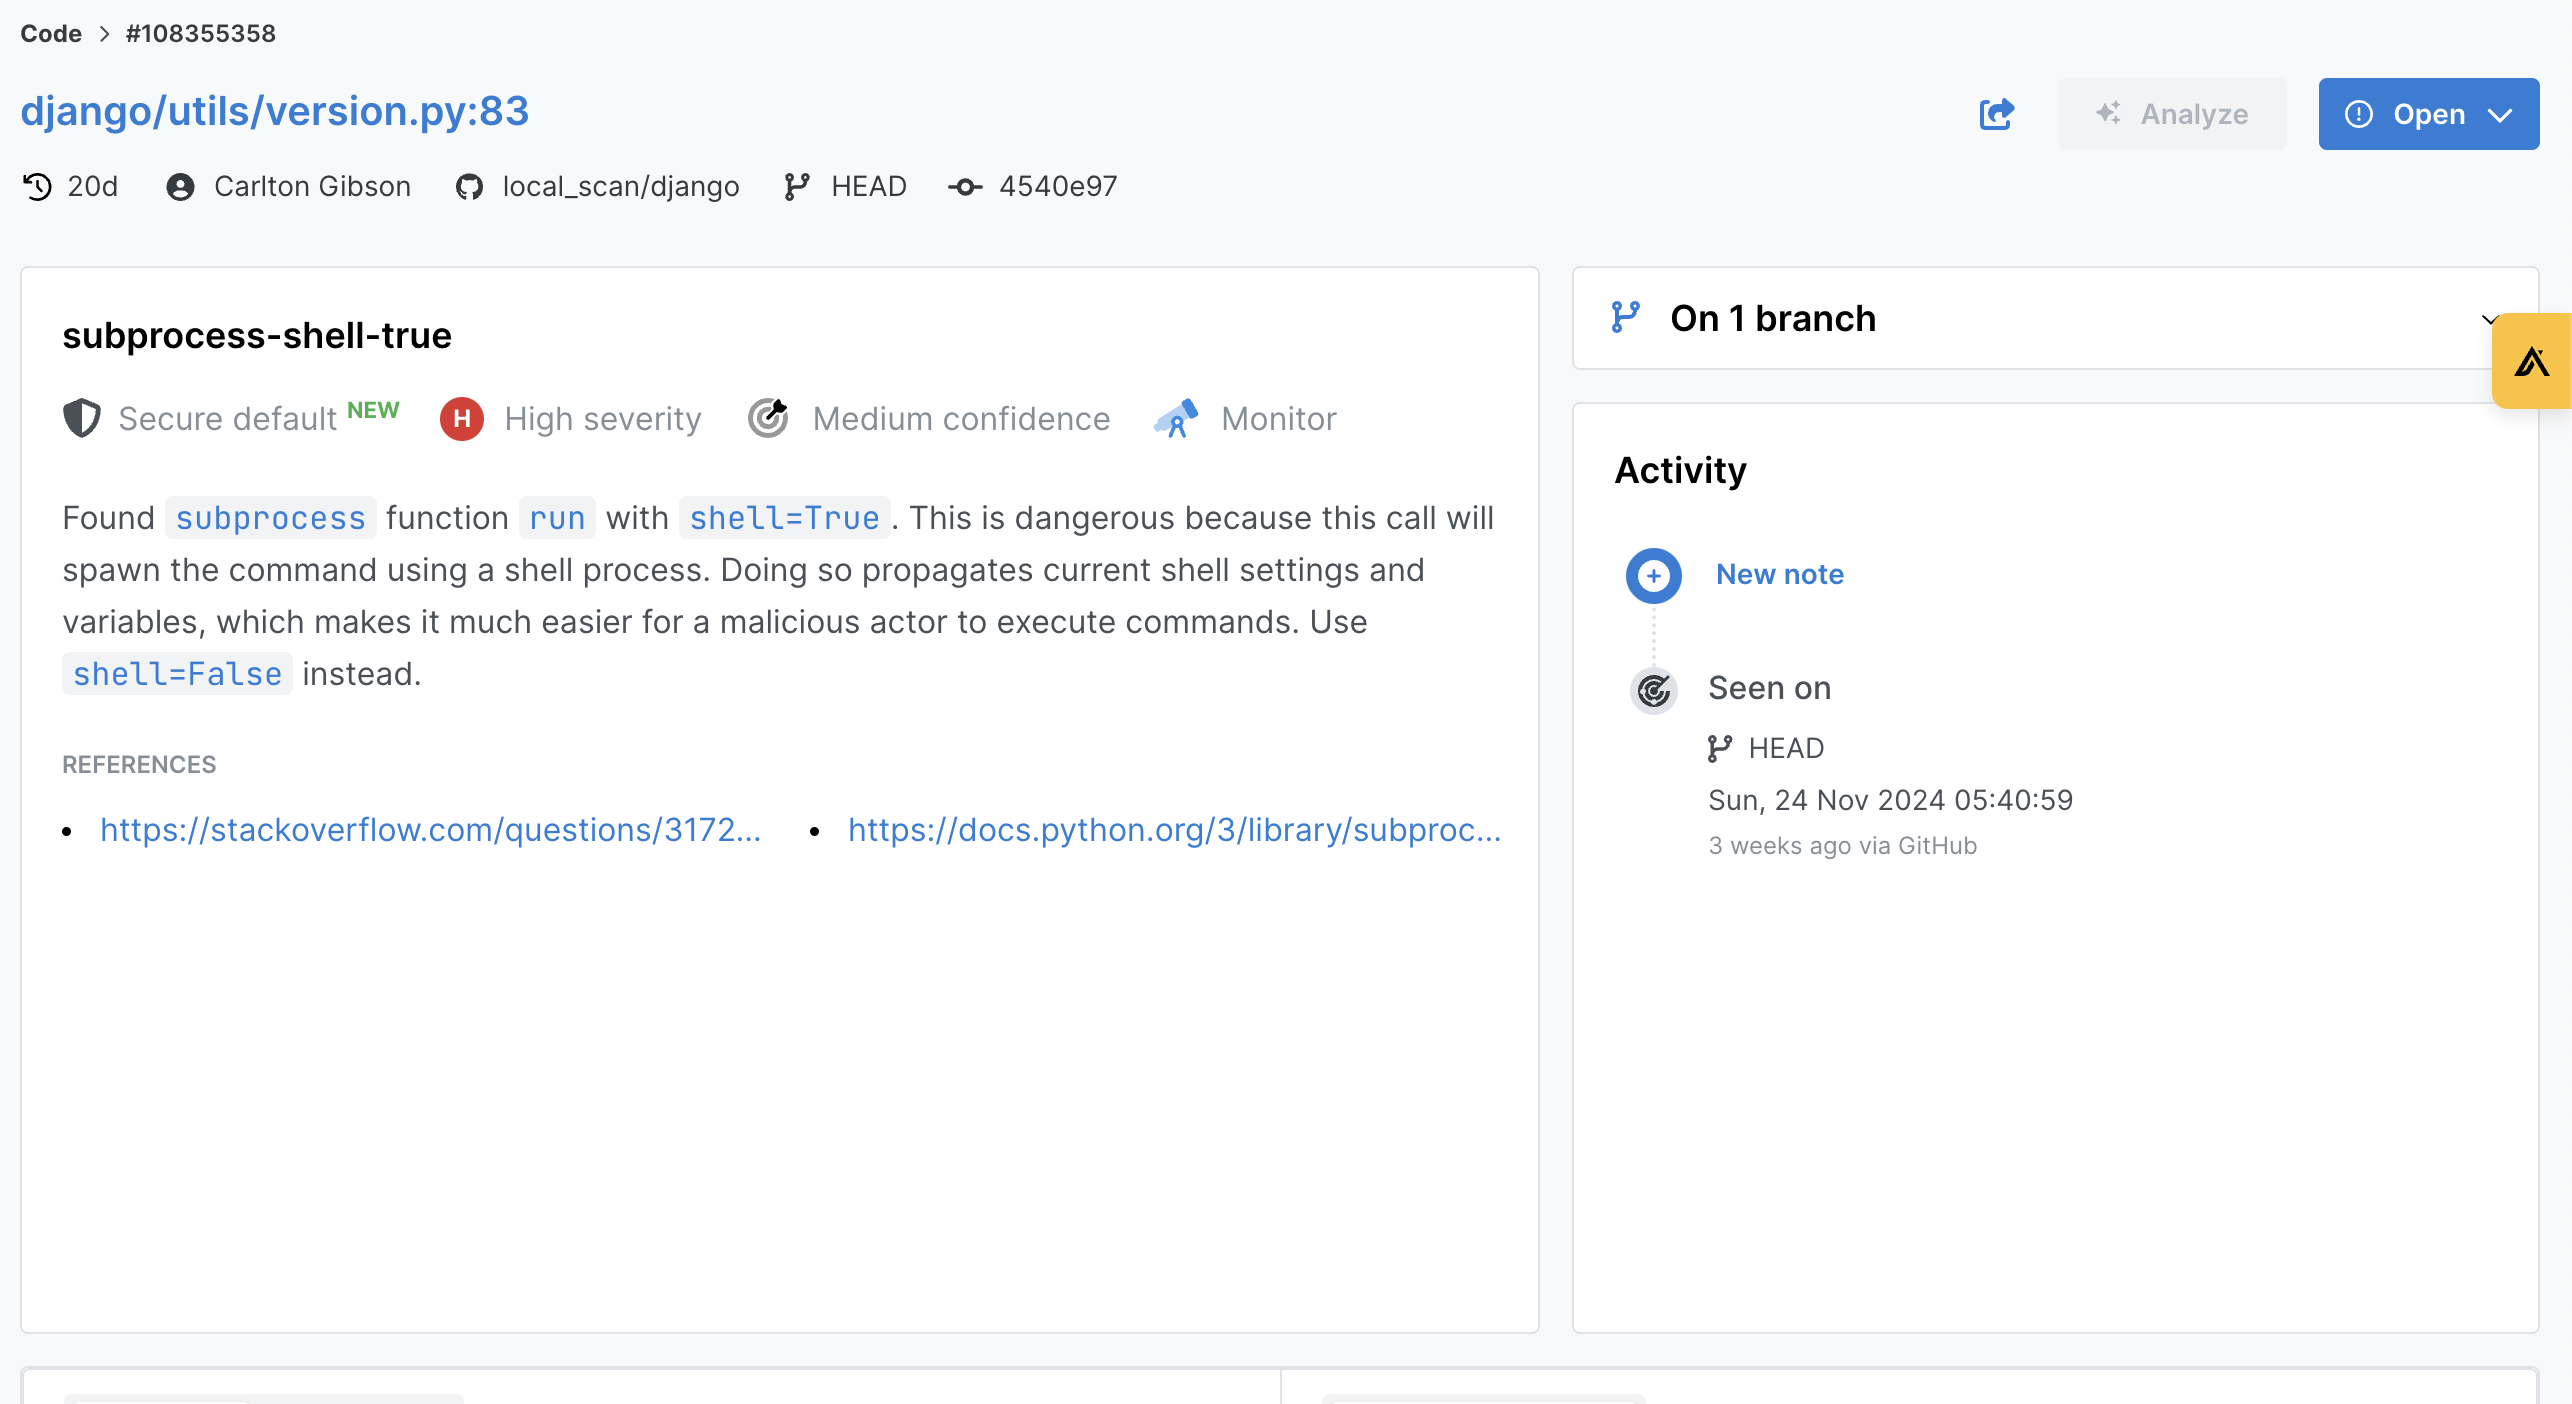 Code > #108355358
django/utils/version.py:83
Analyze
Open
20d Carlton Gibson local_scan/django HEAD 4540e97
subprocess-shell-true
Secure default NEW H High severity Medium confidence Monitor
Found subprocess function run with shell=True. This is dangerous because this call will
spawn the command using a shell process. Doing so propagates current shell settings and
variables, which makes it much easier for a malicious actor to execute commands. Use
shell=False instead.
REFERENCES
• https://stackoverflow.com/questions/3172...
• https://docs.python.org/3/library/subproc...
On 1 branch
Activity
New note
Seen on
HEAD
Sun, 24 Nov 2024 05:40:59
3 weeks ago via GitHub